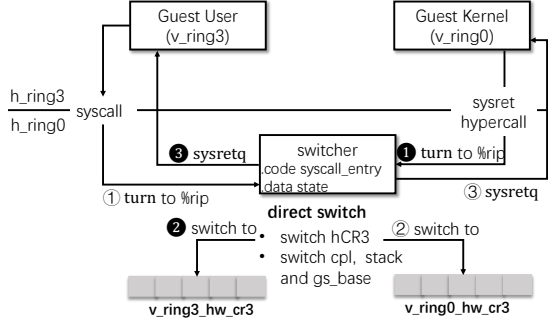 Guest User
(v_ring3)
Guest Kernel
(v_ring0)
h_ring3
h_ring0
syscall
sysret
hypercall
❸ sysretq
switcher
.code syscall_entry
.data state
❶ turn to %rip
① turn to %rip
③ sysretq
direct switch
❷ switch to
• switch hCR3
• switch cpl, stack
and gs_base
② switch to
v_ring3_hw_cr3
v_ring0_hw_cr3